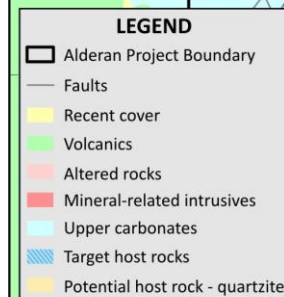 LEGEND
Alderan Project Boundary
Faults
Recent cover
Volcanics
Altered rocks
Mineral-related intrusives
Upper carbonates
Target host rocks
Potential host rock - quartzite